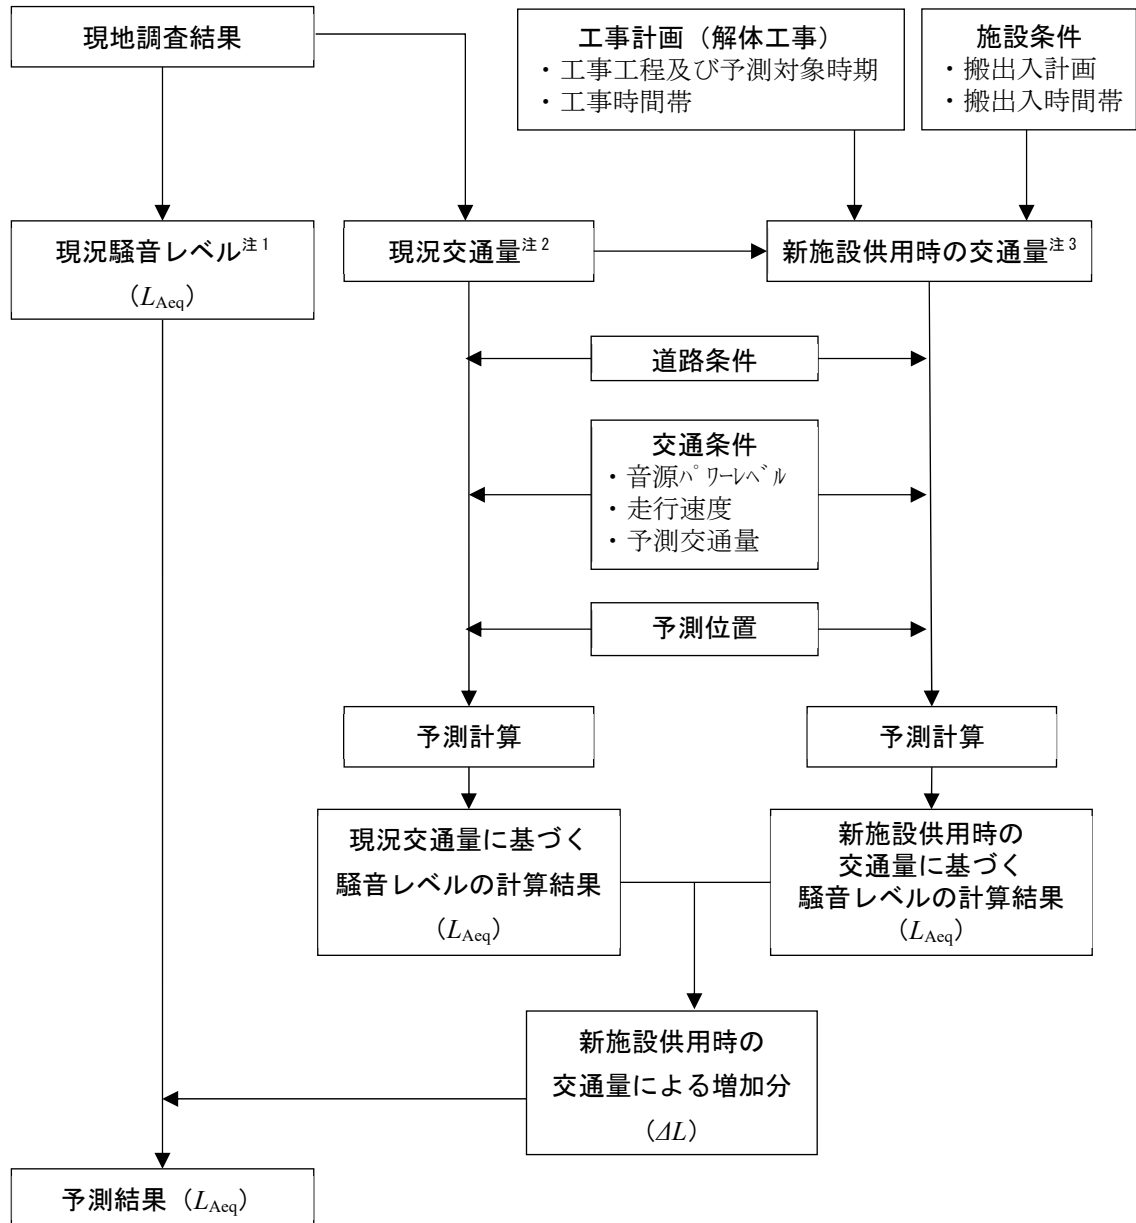 現地調査結果
工事計画（解体工事）
・工事工程及び予測対象時期
・工事時間帯
施設条件
・搬出入計画
・搬出入時間帯
現況騒音レベル注1
（LAeq）
現況交通量注2
新施設供用時の交通量注3
道路条件
交通条件
・音源ﾊﾟﾜｰﾚﾍﾞﾙ
・走行速度
・予測交通量
予測位置
予測計算
予測計算
現況交通量に基づく
騒音レベルの計算結果
（LAeq）
新施設供用時の
交通量に基づく
騒音レベルの計算結果
（LAeq）
新施設供用時の
交通量による増加分
（ΔL）
予測結果（LAeq）